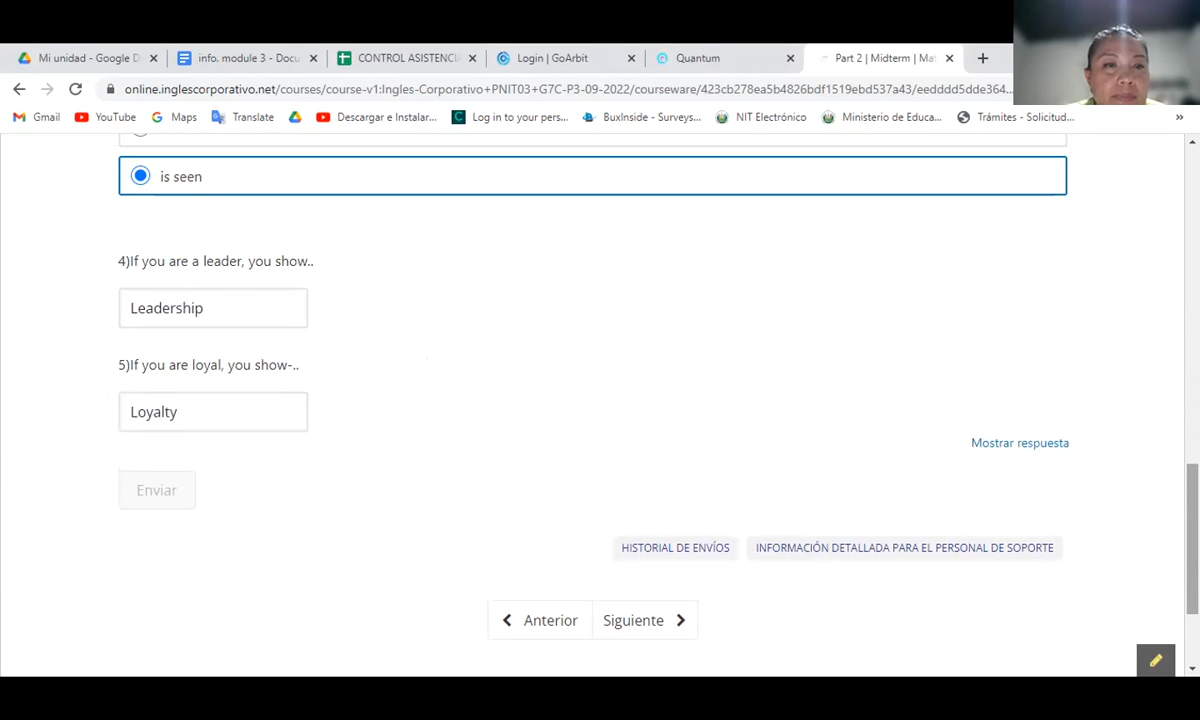 Mi unidad - Google D
info. module 3 - Docu
CONTROL ASISTENCI
Login | GoArbit
Quantum
Part 2 | Midterm | Mat
online.inglescorporativo.net/courses/course-v1:Ingles-Corporativo+PNIT03+G7C-P3-09-2022/courseware/423cb278ea5b4826bdf1519ebd537a43/eedddd5dde364...
Gmail
YouTube
Maps
Translate
Descargar e Instalar...
Log in to your pers...
BuxInside - Surveys...
NIT Electrónico
Ministerio de Educa...
Trámites - Solicitud...
»
is seen
4)If you are a leader, you show..
Leadership
5)If you are loyal, you show-..
Loyalty
Mostrar respuesta
Enviar
HISTORIAL DE ENVÍOS
INFORMACIÓN DETALLADA PARA EL PERSONAL DE SOPORTE
Anterior
Siguiente